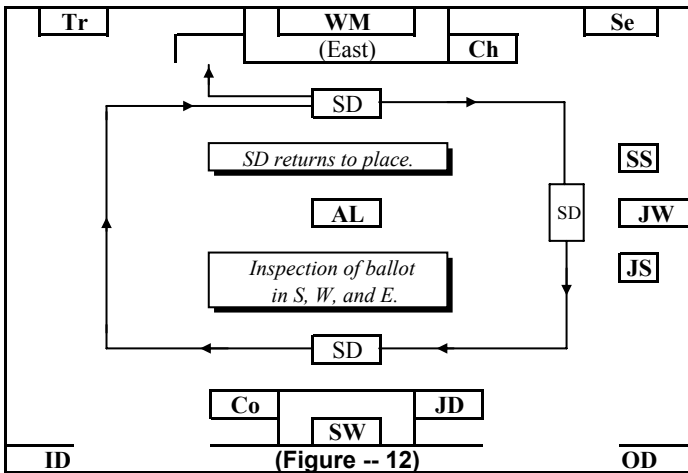 Tr
WM
Se
(East)
Ch
SD
SD returns to place.
SS
SD
AL
JW
Inspection of ballot
in S, W, and E.
JS
SD
Co
JD
SW
ID
(Figure -- 12)
OD